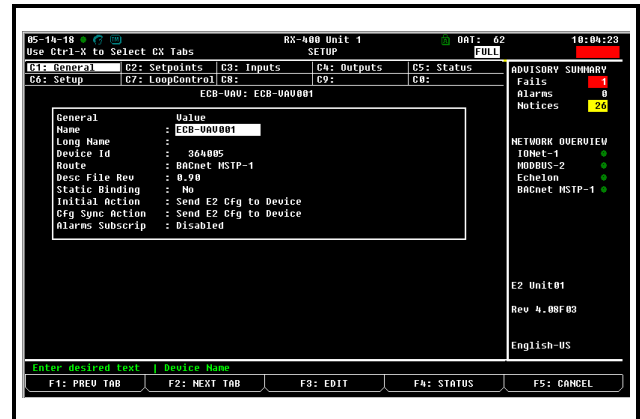 05-14-18 RX-400 Unit 1 OAT: 62 10:04:23
Use Ctrl-X to Select CX Tabs SETUP FULL
C1: General C2: Setpoints C3: Inputs C4: Outputs C5: Status
C6: Setup C7: LoopControl C8: C9: C0:
ECB-VAV: ECB-VAV001
General Value
Name : ECB-VAV001
Long Name :
Device Id : 364005
Route : BACnet MSTP-1
Desc File Rev : 0.90
Static Binding : No
Initial Action : Send E2 Cfg to Device
Cfg Sync Action : Send E2 Cfg to Device
Alarms Subscrip : Disabled
ADVISORY SUMMARY
Fails 1
Alarms 0
Notices 26
NETWORK OVERVIEW
IONet-1
MODBUS-2
Echelon
BACnet MSTP-1
E2 Unit01
Rev 4.08F03
English-US
Enter desired text | Device Name
F1: PREV TAB F2: NEXT TAB F3: EDIT F4: STATUS F5: CANCEL